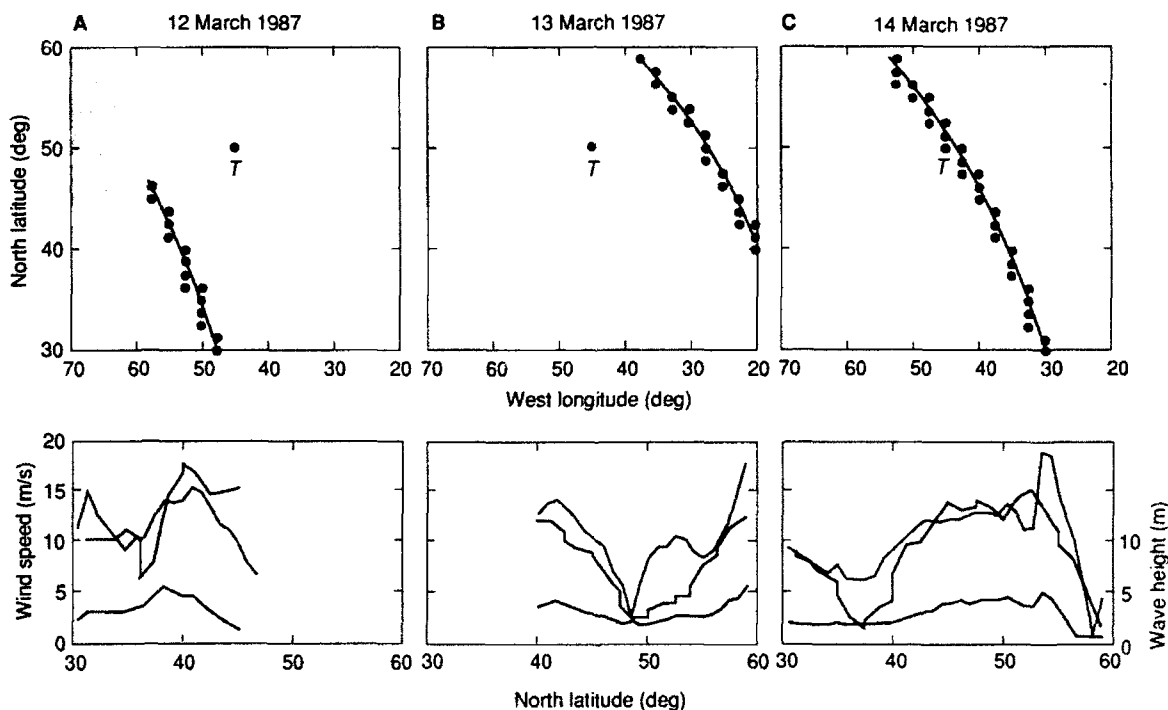 A 12 March 1987
B 13 March 1987
C 14 March 1987
North latitude (deg)
60
50
40
30
T
T
T
70 60 50 40 30 20
70 60 50 40 30 20
70 60 50 40 30 20
West longitude (deg)
Wind speed (m/s)
20
15
10
5
0
10
5
0
Wave height (m)
30 40 50 60
30 40 50 60
30 40 50 60
North latitude (deg)